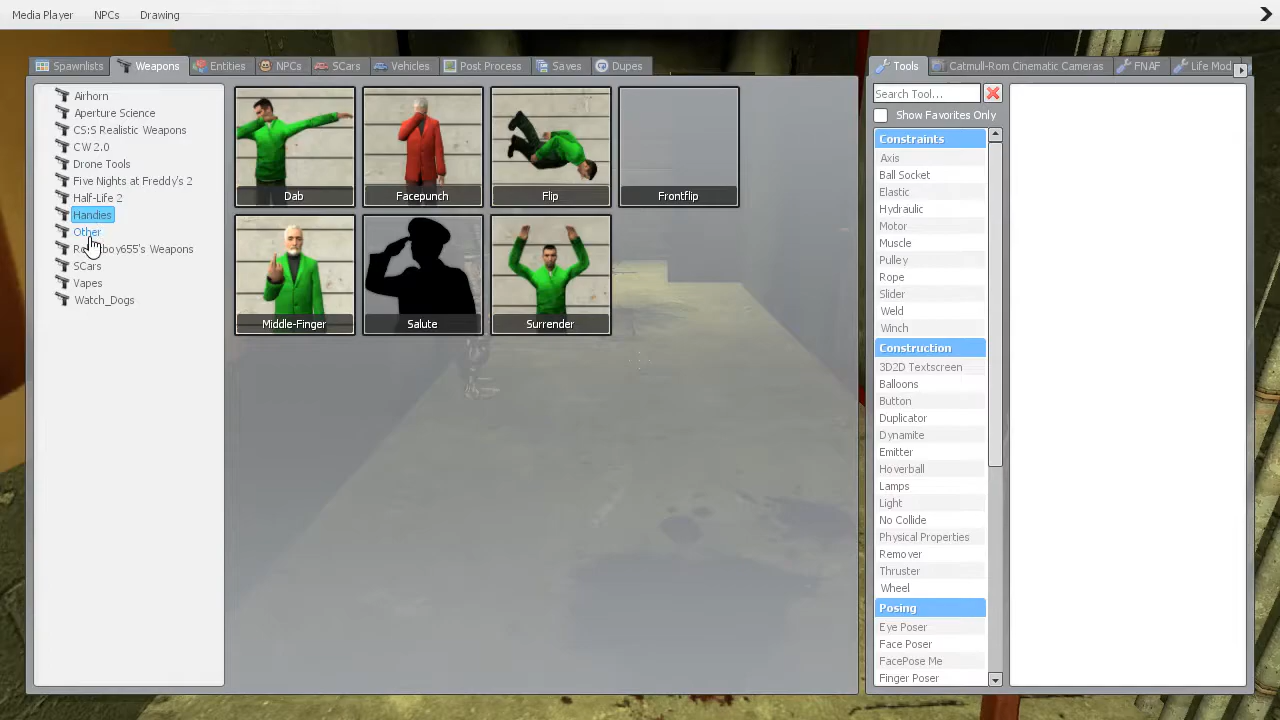 Media Player NPCs Drawing
Spawnlists Weapons Entities NPCs SCars Vehicles Post Process Saves Dupes
Airhorn
Aperture Science
CS:S Realistic Weapons
CW 2.0
Drone Tools
Five Nights at Freddy's 2
Half-Life 2
Handies
Other
boy655's Weapons
SCars
Vapes
Watch_Dogs
Dab Facepunch Flip Frontflip
Middle-Finger Salute Surrender
Tools Catmull-Rom Cinematic Cameras FNAF Life Mod
Search Tool...
Show Favorites Only
Constraints
Axis
Ball Socket
Elastic
Hydraulic
Motor
Muscle
Pulley
Rope
Slider
Weld
Winch
Construction
3D2D Textscreen
Balloons
Button
Duplicator
Dynamite
Emitter
Hoverball
Lamps
Light
No Collide
Physical Properties
Remover
Thruster
Wheel
Posing
Eye Poser
Face Poser
FacePose Me
Finger Poser